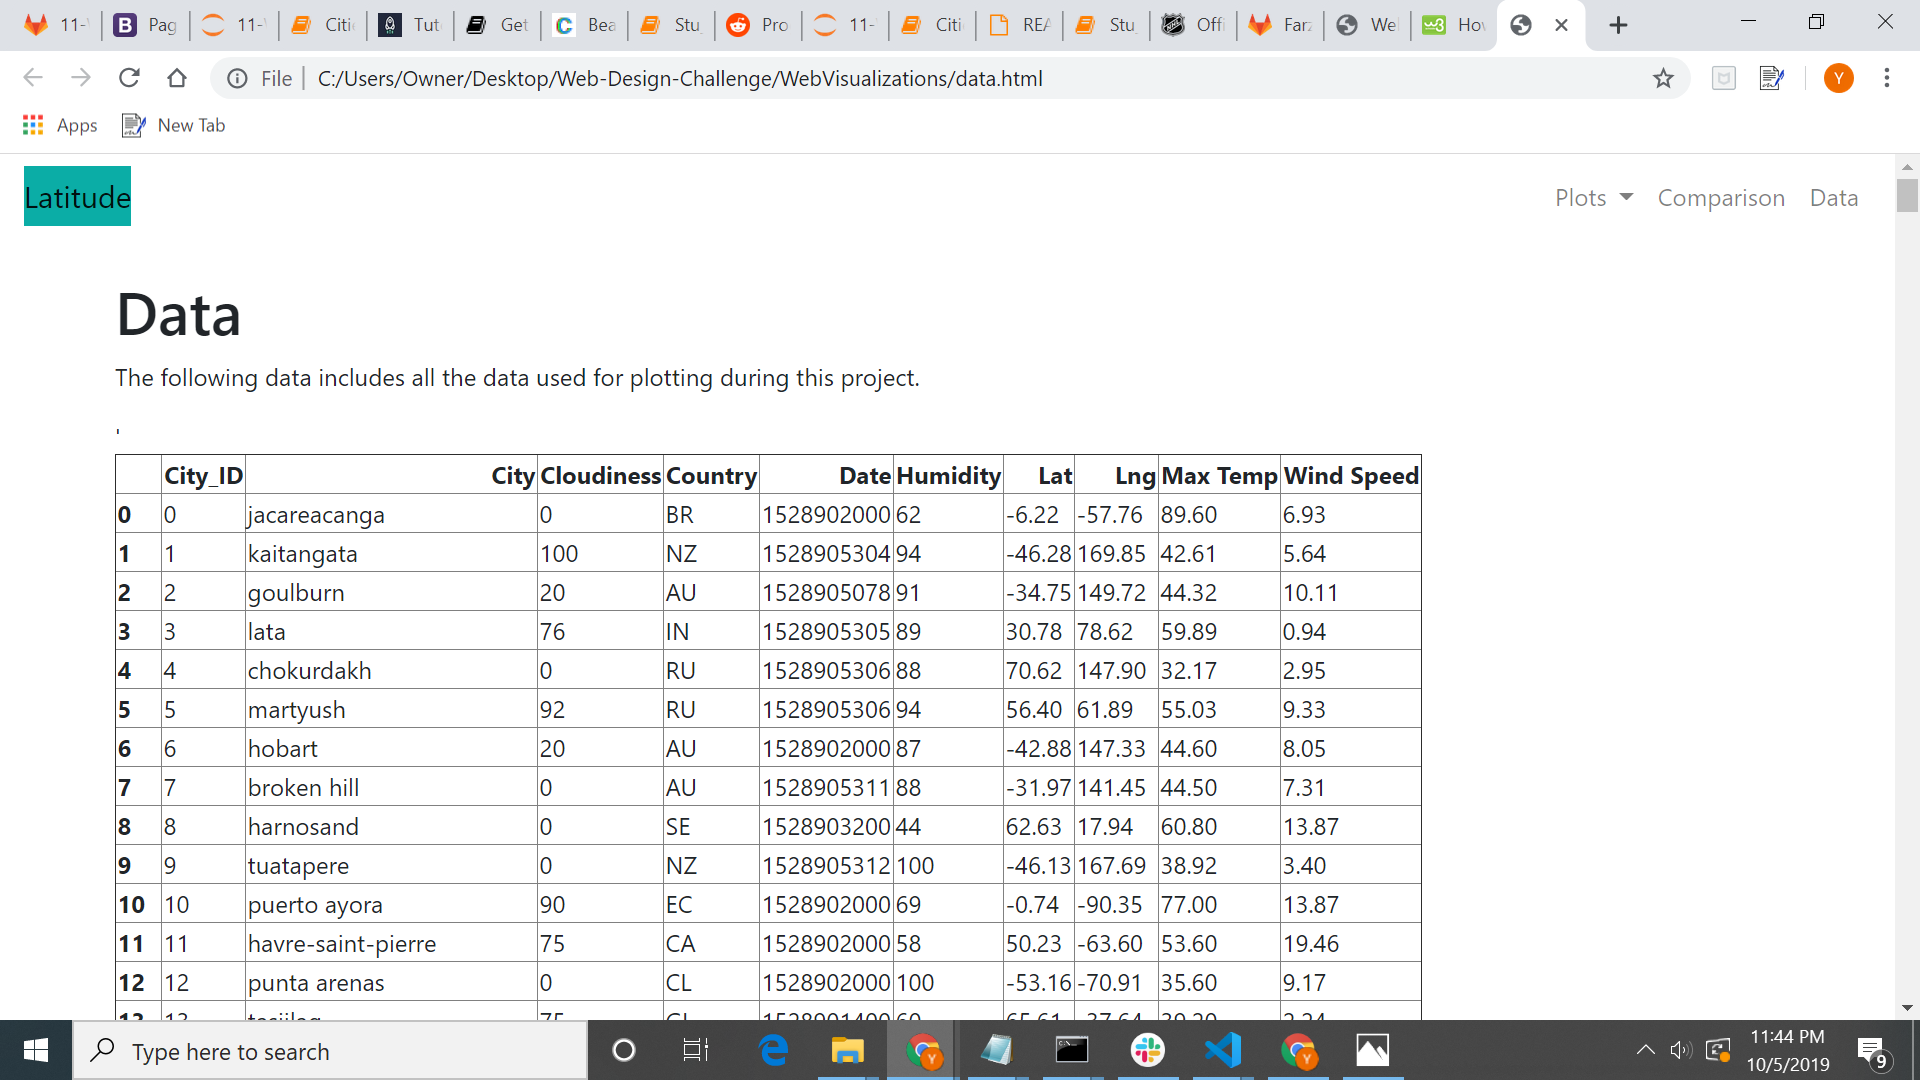 11- Pag 11- Citi Tut Get Bea Stu Pro 11- Citi REA Stu Offi Farz Wel Hov
File C:/Users/Owner/Desktop/Web-Design-Challenge/WebVisualizations/data.html Y
Apps New Tab
Latitude Plots Comparison Data
Data
The following data includes all the data used for plotting during this project.
'
City_ID City Cloudiness Country Date Humidity Lat Lng Max Temp Wind Speed
0 0 jacareacanga 0 BR 1528902000 62 -6.22 -57.76 89.60 6.93
1 1 kaitangata 100 NZ 1528905304 94 -46.28 169.85 42.61 5.64
2 2 goulburn 20 AU 1528905078 91 -34.75 149.72 44.32 10.11
3 3 lata 76 IN 1528905305 89 30.78 78.62 59.89 0.94
4 4 chokurdakh 0 RU 1528905306 88 70.62 147.90 32.17 2.95
5 5 martyush 92 RU 1528905306 94 56.40 61.89 55.03 9.33
6 6 hobart 20 AU 1528902000 87 -42.88 147.33 44.60 8.05
7 7 broken hill 0 AU 1528905311 88 -31.97 141.45 44.50 7.31
8 8 harnosand 0 SE 1528903200 44 62.63 17.94 60.80 13.87
9 9 tuatapere 0 NZ 1528905312 100 -46.13 167.69 38.92 3.40
10 10 puerto ayora 90 EC 1528902000 69 -0.74 -90.35 77.00 13.87
11 11 havre-saint-pierre 75 CA 1528902000 58 50.23 -63.60 53.60 19.46
12 12 punta arenas 0 CL 1528902000 100 -53.16 -70.91 35.60 9.17
Type here to search
11:44 PM
10/5/2019
9